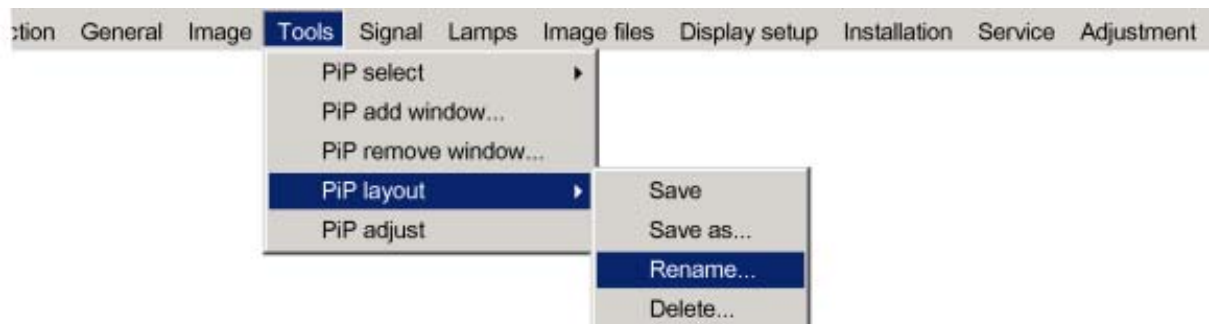 ction General Image Tools Signal Lamps Image files Display setup Installation Service Adjustment
PiP select
PiP add window...
PiP remove window...
PiP layout
Save
PiP adjust
Save as...
Rename...
Delete...